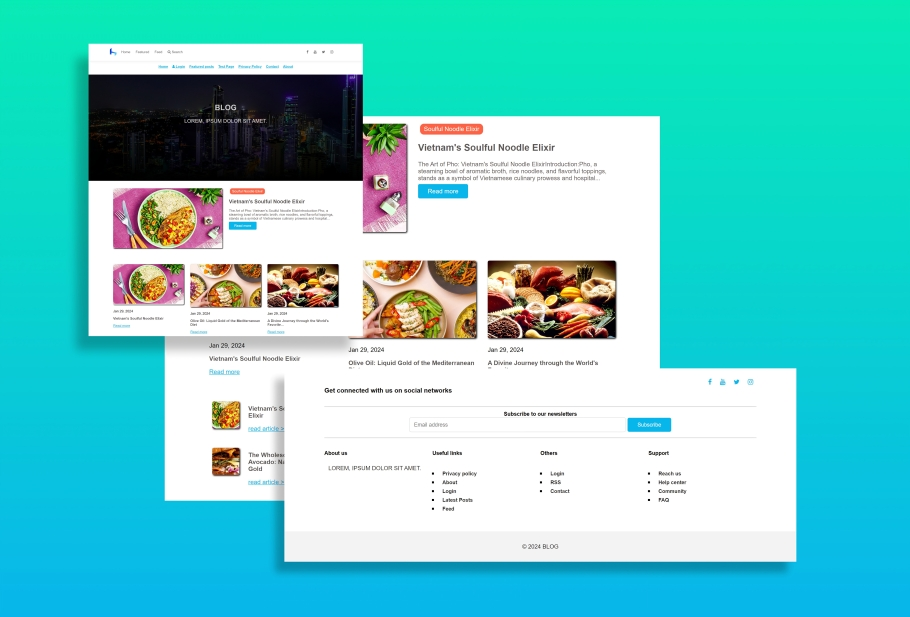 Home Featured Feed Search
Home Login Featured posts Test Page Privacy Policy Contact About
BLOG
LOREM, IPSUM DOLOR SIT AMET.
Soulful Noodle Elixir
Vietnam's Soulful Noodle Elixir
The Art of Pho: Vietnam's Soulful Noodle ElixirIntroduction:Pho, a
steaming bowl of aromatic broth, rice noodles, and flavorful toppings,
stands as a symbol of Vietnamese culinary prowess and hospital...
Read more
Jan 29, 2024
Vietnam's Soulful Noodle Elixir
Read more
Jan 29, 2024
Olive Oil: Liquid Gold of the Mediterranean
Diet
Read more
Jan 29, 2024
A Divine Journey through the World's
Favorite...
Read more
Soulful Noodle Elixir
Vietnam's Soulful Noodle Elixir
The Art of Pho: Vietnam's Soulful Noodle ElixirIntroduction:Pho, a
steaming bowl of aromatic broth, rice noodles, and flavorful toppings,
stands as a symbol of Vietnamese culinary prowess and hospital...
Read more
Jan 29, 2024
Vietnam's Soulful Noodle Elixir
Read more
Jan 29, 2024
Olive Oil: Liquid Gold of the Mediterranean
Jan 29, 2024
A Divine Journey through the World's
Vietnam's S
Elixir
read article >
The Wholes
Avocado: N
Gold
read article >
Get connected with us on social networks
Subscribe to our newsletters
Email address
Subscribe
About us
LOREM, IPSUM DOLOR SIT AMET.
Useful links
Privacy policy
About
Login
Latest Posts
Feed
Others
Login
RSS
Contact
Support
Reach us
Help center
Community
FAQ
© 2024 BLOG